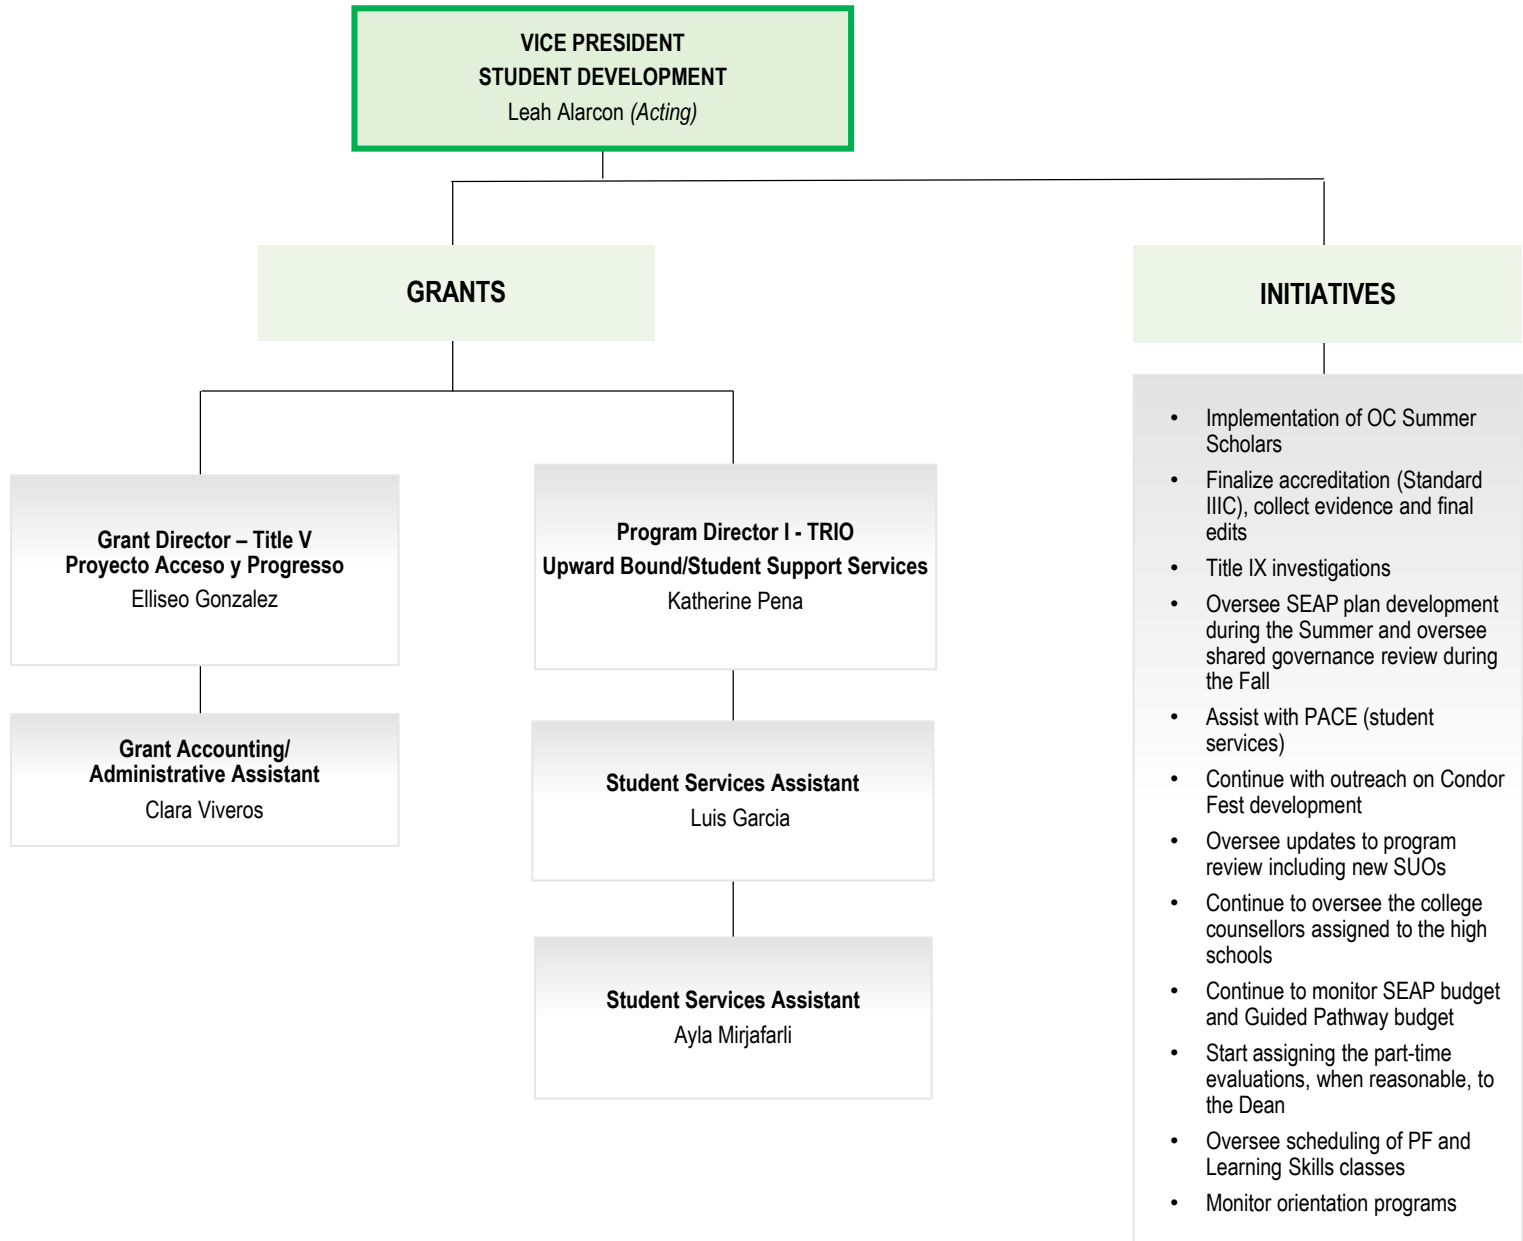 VICE PRESIDENT
STUDENT DEVELOPMENT
Leah Alarcon (Acting)
GRANTS
INITIATIVES
Grant Director – Title V
Proyecto Acceso y Progresso
Elliseo Gonzalez
Program Director I - TRIO
Upward Bound/Student Support Services
Katherine Pena
Grant Accounting/
Administrative Assistant
Clara Viveros
Student Services Assistant
Luis Garcia
Student Services Assistant
Ayla Mirjafarli
• Implementation of OC Summer
Scholars
• Finalize accreditation (Standard
IIIC), collect evidence and final
edits
• Title IX investigations
• Oversee SEAP plan development
during the Summer and oversee
shared governance review during
the Fall
• Assist with PACE (student
services)
• Continue with outreach on Condor
Fest development
• Oversee updates to program
review including new SUOs
• Continue to oversee the college
counsellors assigned to the high
schools
• Continue to monitor SEAP budget
and Guided Pathway budget
• Start assigning the part-time
evaluations, when reasonable, to
the Dean
• Oversee scheduling of PF and
Learning Skills classes
• Monitor orientation programs